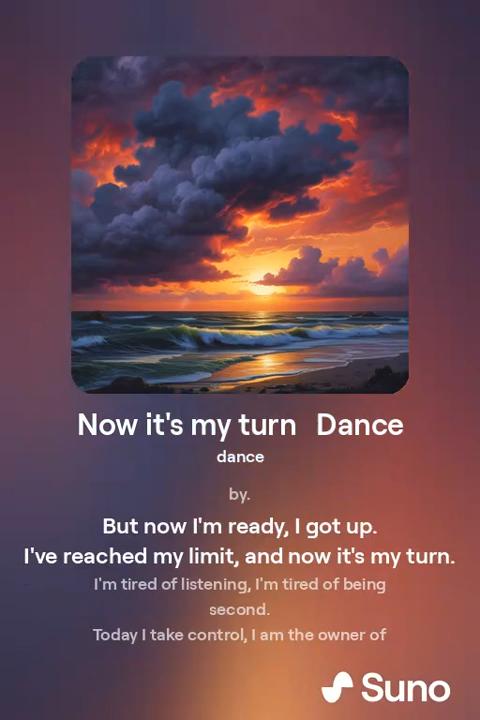 Now it's my turn Dance
dance
by.
But now I'm ready, I got up.
I've reached my limit, and now it's my turn.
I'm tired of listening, I'm tired of being
second.
Today I take control, I am the owner of
Suno